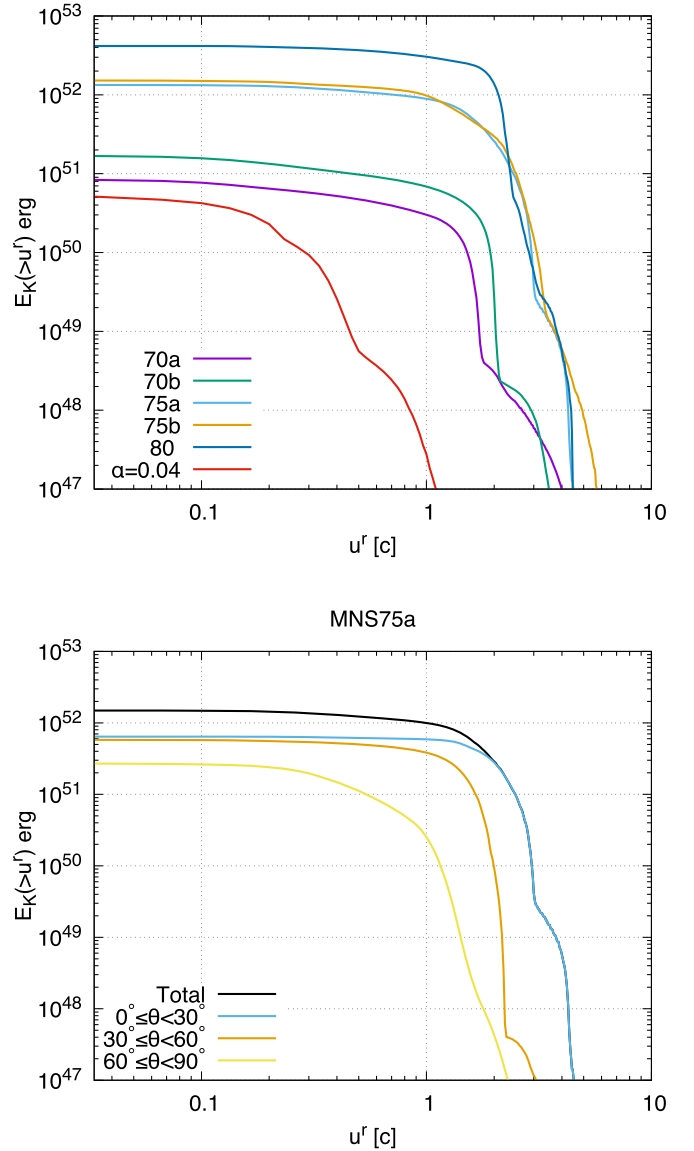 10^53
10^52
10^51
10^50
10^49
10^48
10^47
E_K(>u^r) erg
70a
70b
75a
75b
80
α=0.04
0.1 1 10
u^r [c]
MNS75a
10^53
10^52
10^51
10^50
10^49
10^48
10^47
E_K(>u^r) erg
Total
0°≤θ<30°
30°≤θ<60°
60°≤θ<90°
0.1 1 10
u^r [c]